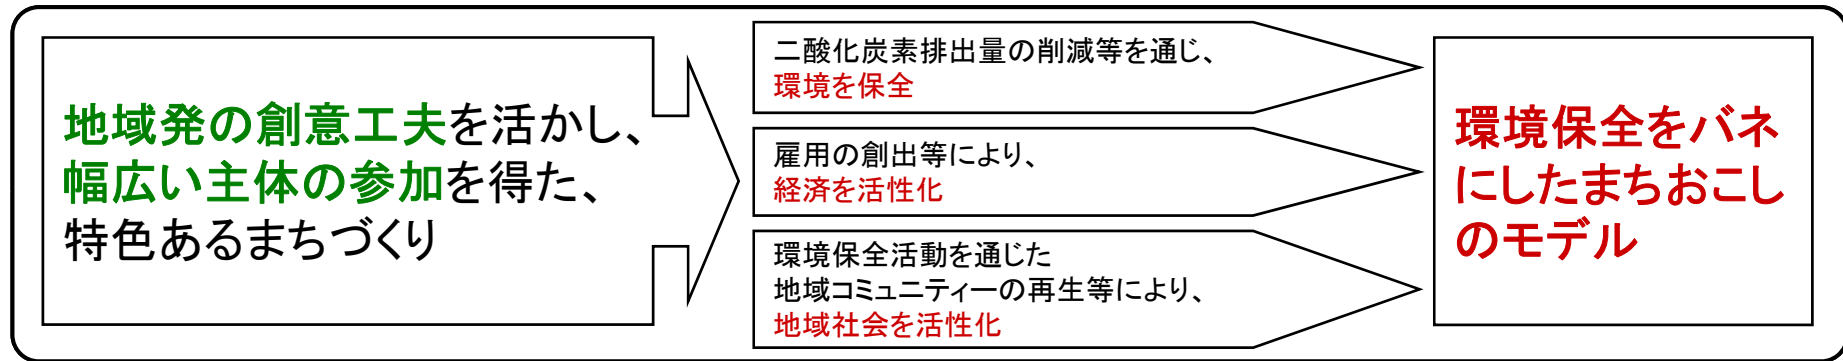 地域発の創意工夫を活かし、
幅広い主体の参加を得た、
特色あるまちづくり
二酸化炭素排出量の削減等を通じ、
環境を保全
雇用の創出等により、
経済を活性化
環境保全活動を通じた
地域コミュニティーの再生等により、
地域社会を活性化
環境保全をバネ
にしたまちおこし
のモデル